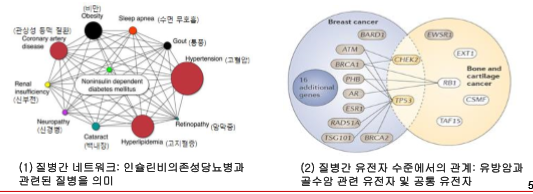 (비만)
Obesity
Sleep apnea (수면 무호흡)
(관상성 동맥 질환)
Coronary artery
disease
Gout (통풍)
Hypertension (고혈압)
Noninsulin dependent
diabetes mellitus
Renal
insufficiency
(신부전)
Retinopathy (망막증)
Neuropathy
(신경병)
Cataract
(백내장)
Hyperlipidemia (고지혈증)
(1) 질병간 네트워크: 인슐린비의존성당뇨병과
관련된 질병을 의미
Breast cancer
BARD1
ATM
BRCA1
PHB
AR
ESR1
RAD51A
TSG101
BRCA2
16
additional
genes
CHEK2
TP53
RB1
EWSR1
EXT1
Bone and
cartilage
cancer
CSMF
TAF15
(2) 질병간 유전자 수준에서의 관계: 유방암과
골수암 관련 유전자 및 공통 유전자
5